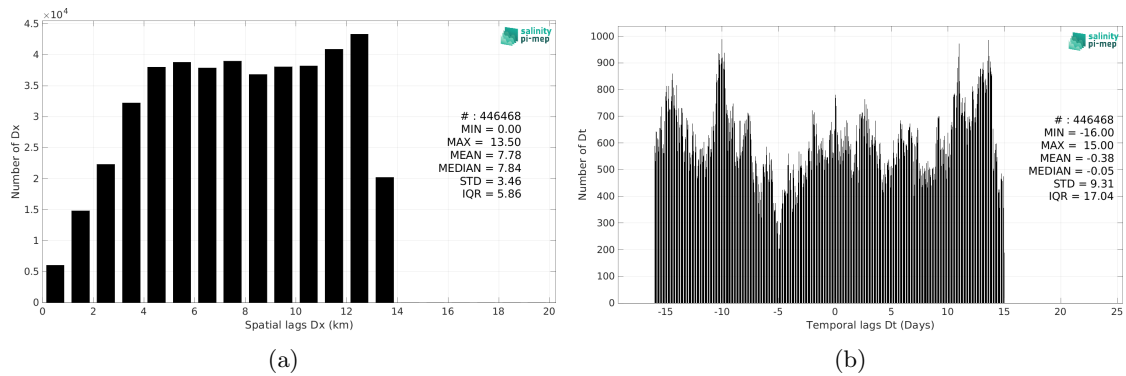 ×10⁴
4.5
4
3.5
3
2.5
2
1.5
1
0.5
0
Number of Dx
salinity
pi-mep
# : 446468
MIN = 0.00
MAX = 13.50
MEAN = 7.78
MEDIAN = 7.84
STD = 3.46
IQR = 5.86
0 2 4 6 8 10 12 14 16 18 20
Spatial lags Dx (km)
(a)
1000
900
800
700
600
500
400
300
200
100
0
Number of Dt
salinity
pi-mep
# : 446468
MIN = -16.00
MAX = 15.00
MEAN = -0.38
MEDIAN = -0.05
STD = 9.31
IQR = 17.04
-15 -10 -5 0 5 10 15 20 25
Temporal lags Dt (Days)
(b)